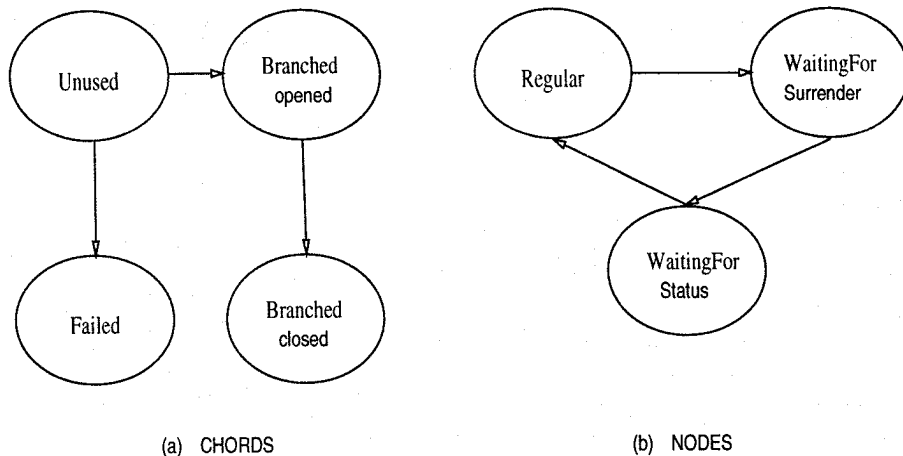 Unused
Branched
opened
Failed
Branched
closed
(a) CHORDS
Regular
WaitingFor
Surrender
WaitingFor
Status
(b) NODES